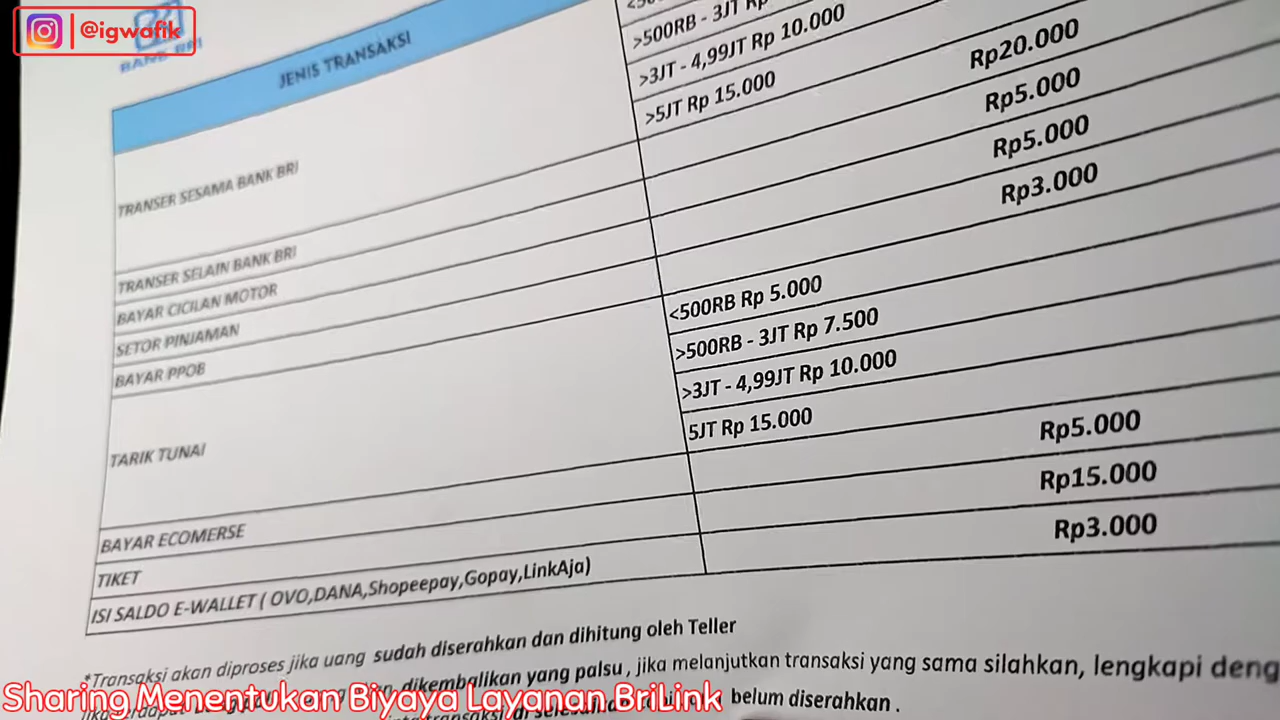 @igwafik
BANK BRI
JENIS TRANSAKSI
>500RB - 3JT
>3JT - 4,99JT Rp 10.000
>5JT Rp 15.000
TRANSER SESAMA BANK BRI
TRANSER SELAIN BANK BRI Rp20.000
BAYAR CICILAN MOTOR Rp5.000
SETOR PINJAMAN Rp5.000
BAYAR PPOB Rp3.000
TARIK TUNAI
<500RB Rp 5.000
>500RB - 3JT Rp 7.500
>3JT - 4,99JT Rp 10.000
5JT Rp 15.000
BAYAR ECOMERSE Rp5.000
TIKET Rp15.000
ISI SALDO E-WALLET ( OVO,DANA,Shopeepay,Gopay,LinkAja) Rp3.000
*Transaksi akan diproses jika uang sudah diserahkan dan dihitung oleh Teller
dikembalikan yang palsu , jika melanjutkan transaksi yang sama silahkan, lengkapi deng
belum diserahkan .
Sharing Menentukan Biyaya Layanan BriLink